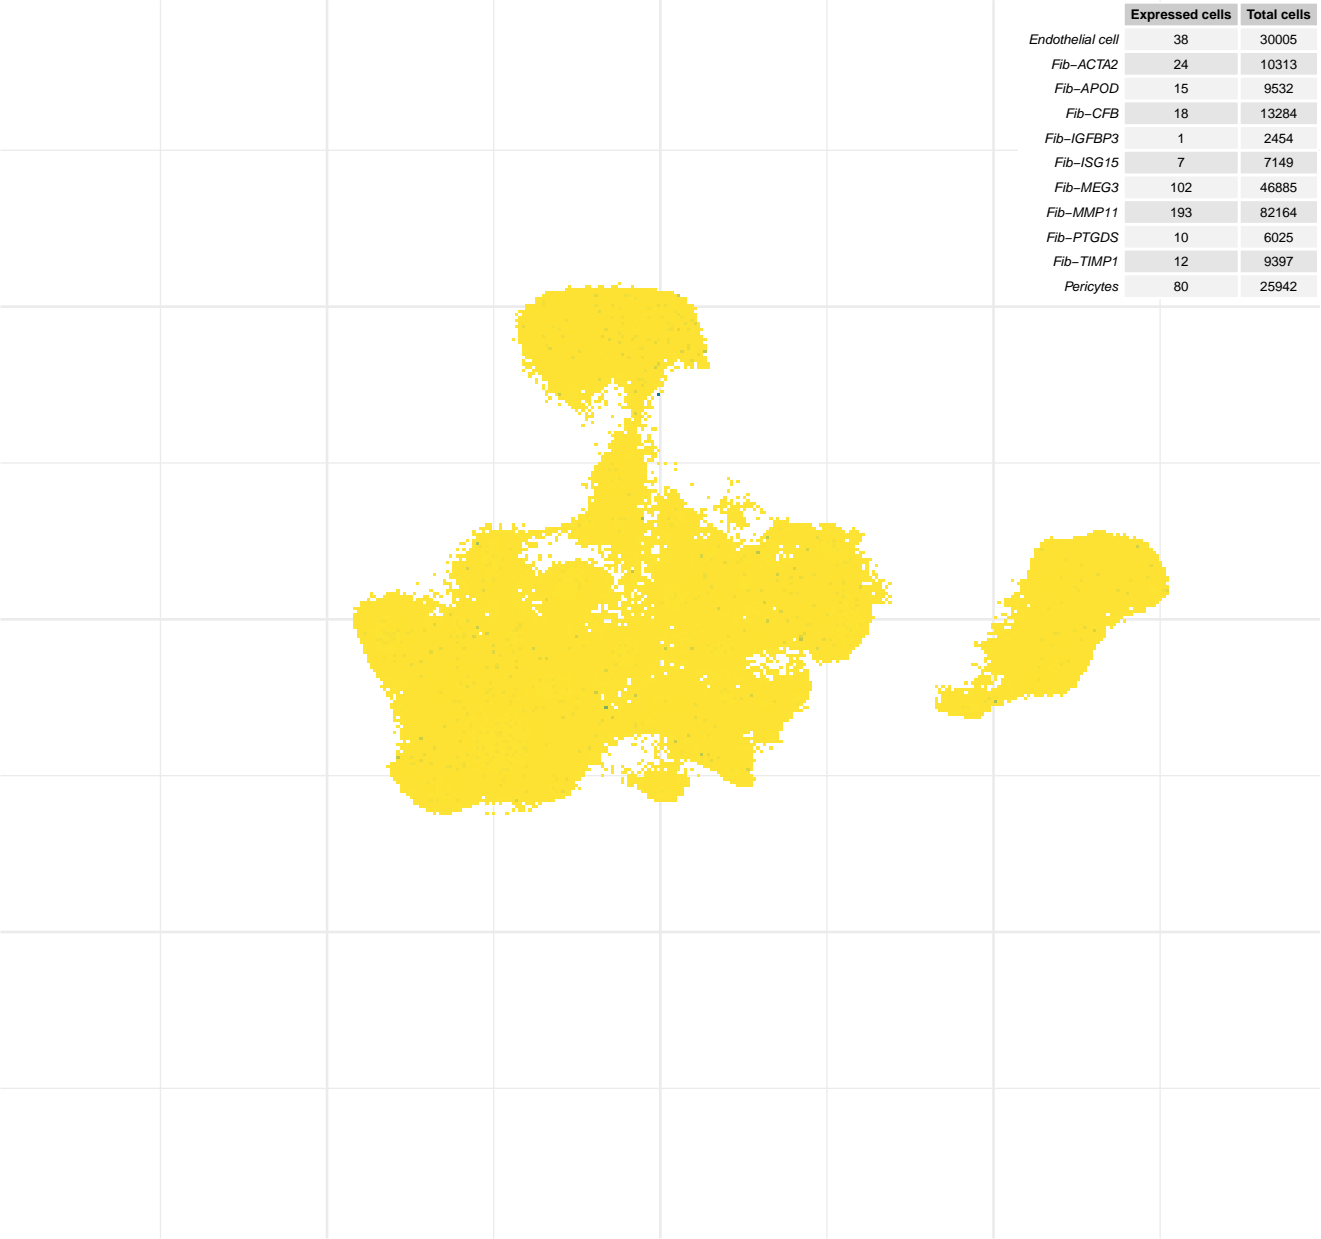 Expressed cells Total cells
Endothelial cell 38 30005
Fib−ACTA2 24 10313
Fib−APOD 15 9532
Fib−CFB 18 13284
Fib−IGFBP3 1 2454
Fib−ISG15 7 7149
Fib−MEG3 102 46885
Fib−MMP11 193 82164
Fib−PTGDS 10 6025
Fib−TIMP1 12 9397
Pericytes 80 25942